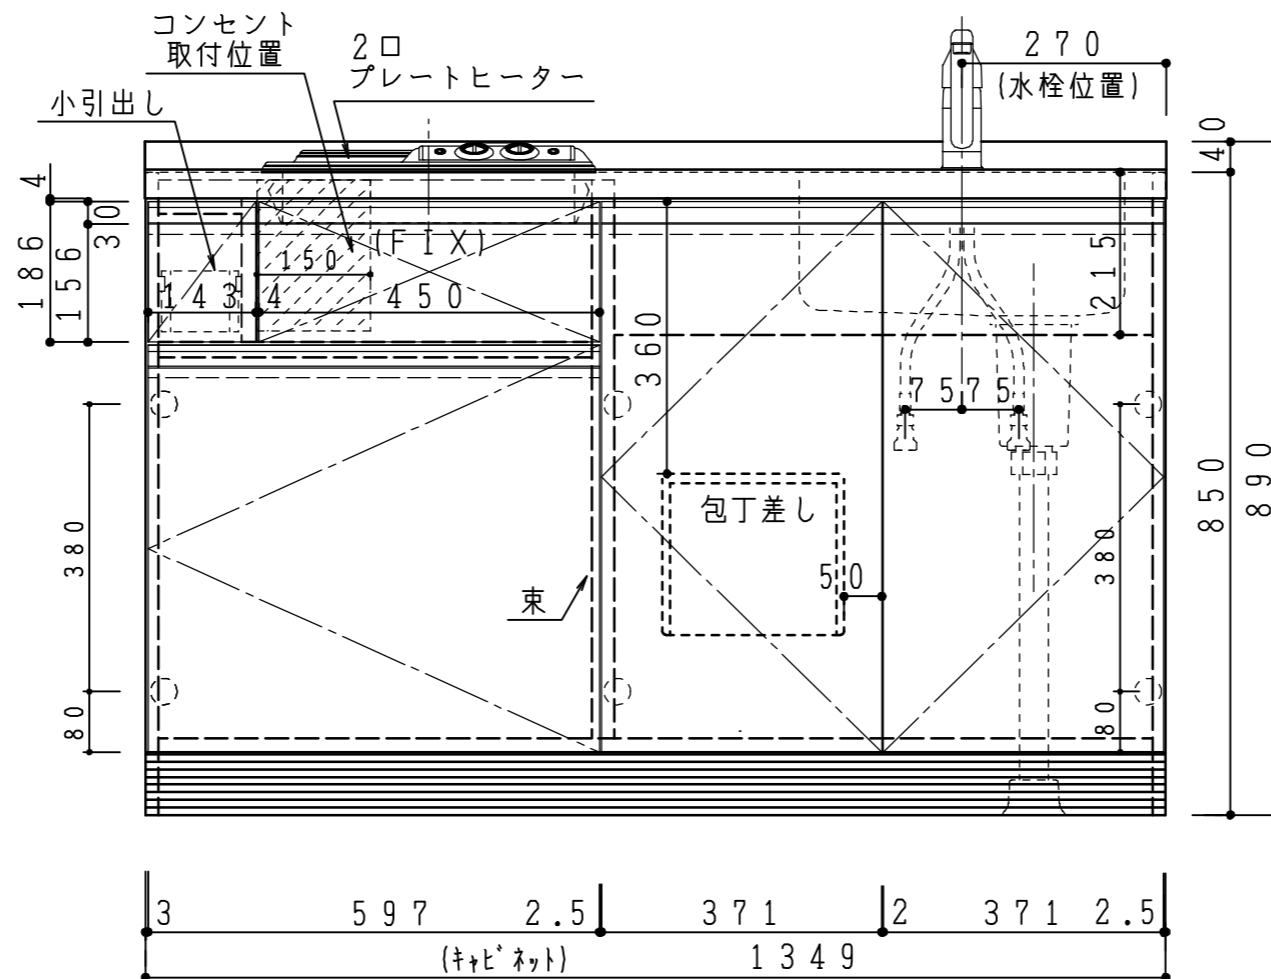 コンセント
取付位置
2口
プレートヒーター
小引出し
270
(水栓位置)
40
4
30
186
156
(FIX)
150
143
4
450
215
360
7575
包丁差し
50
束
380
80
380
80
850
890
3
597
2.5
371
2
371
2.5
(キャビネット)
1349